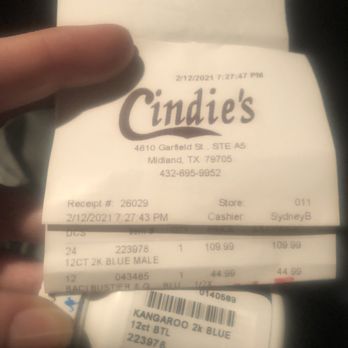 2/12/2021 7:27:47 PM
Cindie's
4610 Garfield St., STE A5
Midland, TX 79705
432-695-9952
Receipt #: 26029 Store: 011
2/12/2021 7:27:43 PM Cashier: SydneyB
24 223978 1 109.99 109.99
12CT 2K BLUE MALE
12 043465 1 44.99 44.99
0140589
KANGAROO 2k BLUE
12ct BTL
223978